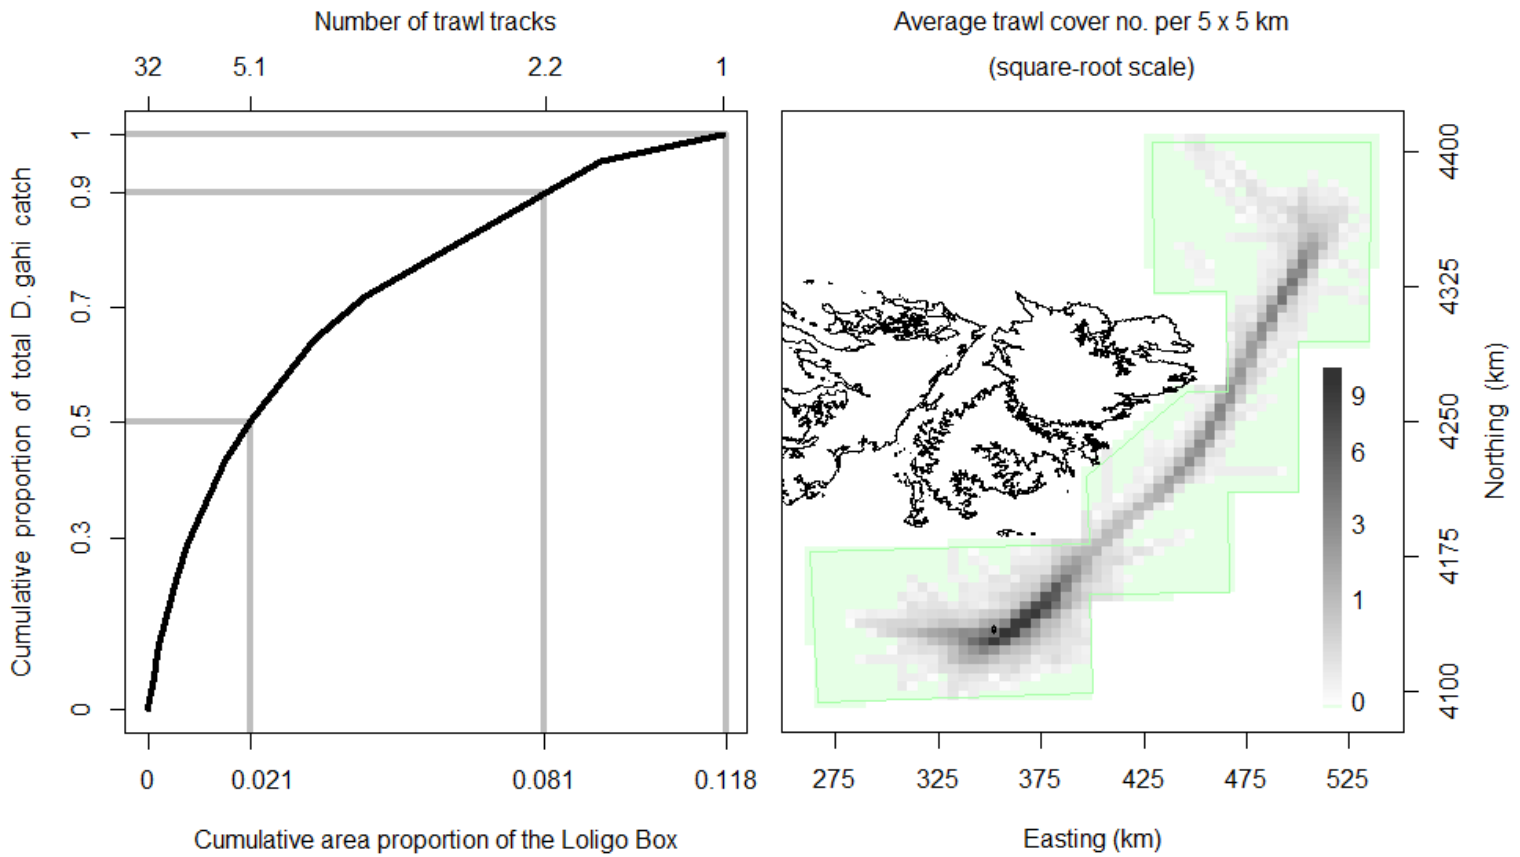 Number of trawl tracks
32 5.1 2.2 1
Cumulative proportion of total D. gahi catch
1
0.9
0.7
0.5
0.3
0
0 0.021 0.081 0.118
Cumulative area proportion of the Loligo Box
Average trawl cover no. per 5 x 5 km
(square-root scale)
9
6
3
1
0
4400
4325
4250
4175
4100
Northing (km)
275 325 375 425 475 525
Easting (km)